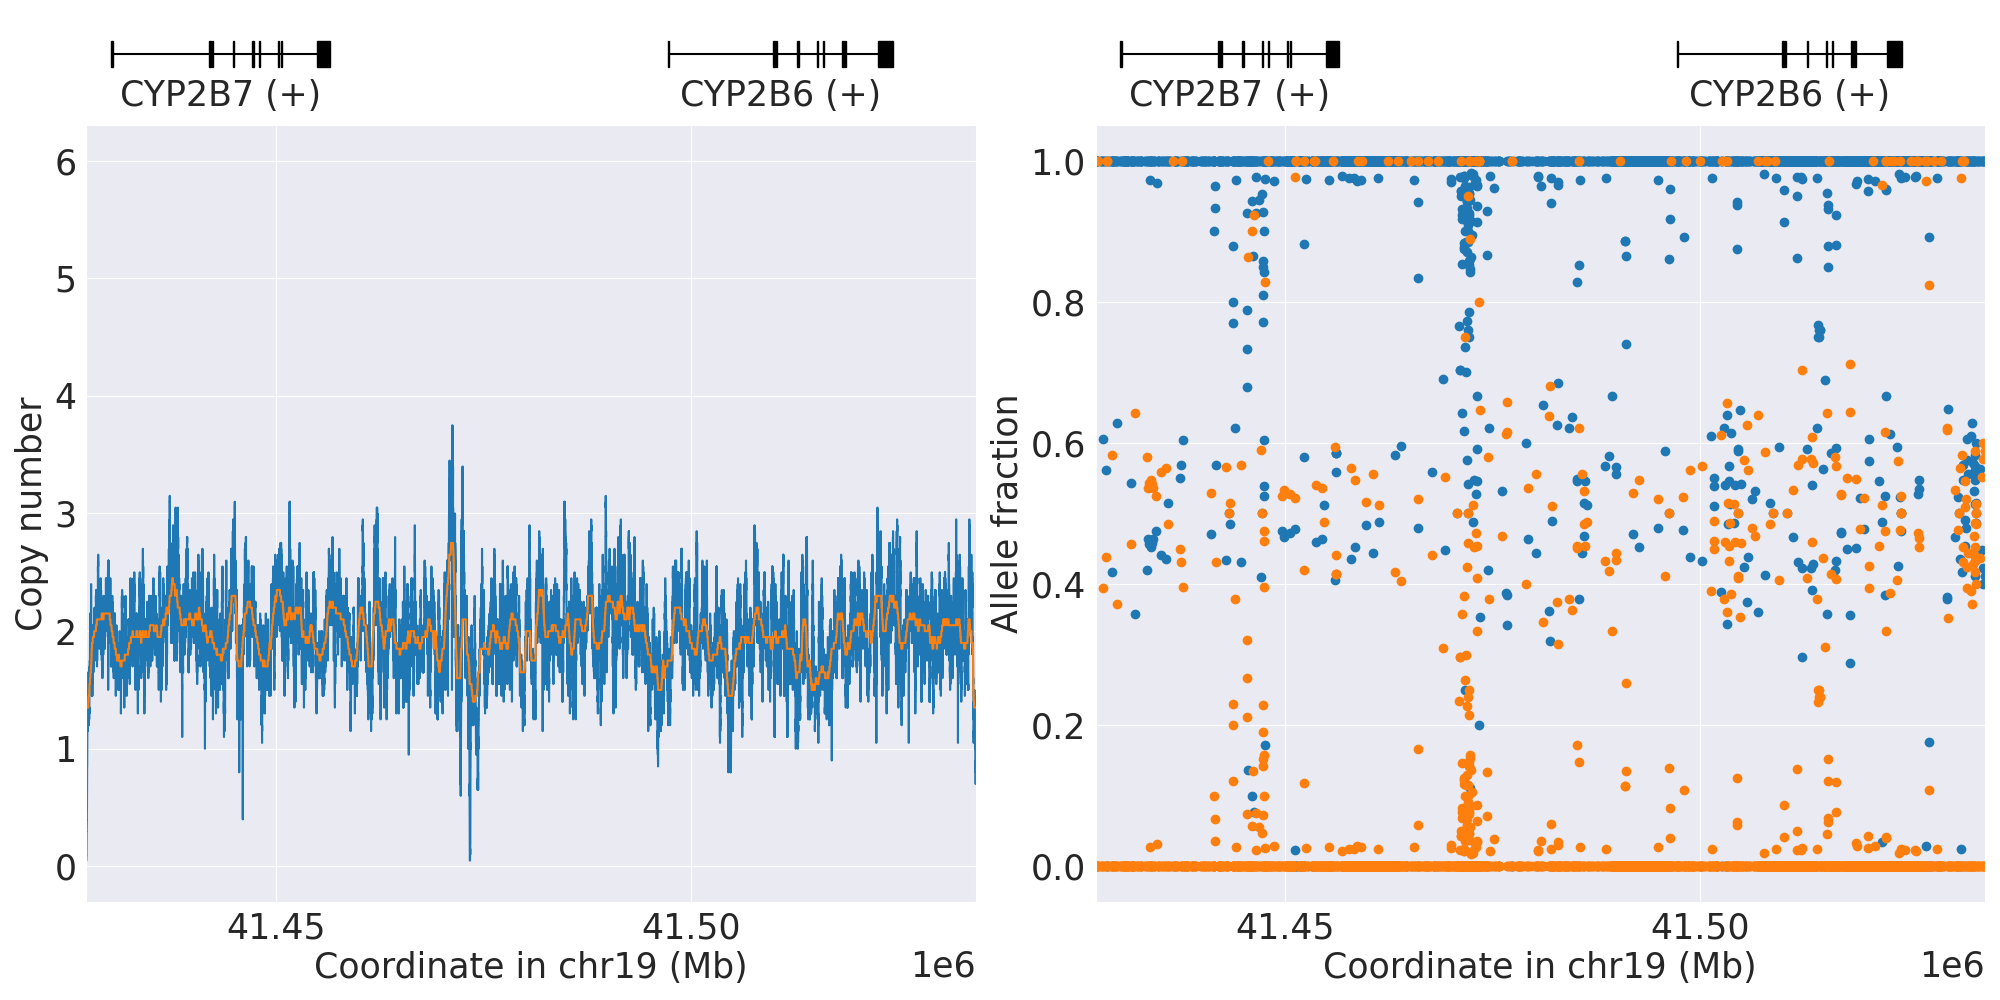 CYP2B7 (+)
CYP2B6 (+)
Copy number
6
5
4
3
2
1
0
41.45
41.50
Coordinate in chr19 (Mb)
1e6
CYP2B7 (+)
CYP2B6 (+)
Allele fraction
1.0
0.8
0.6
0.4
0.2
0.0
41.45
41.50
Coordinate in chr19 (Mb)
1e6